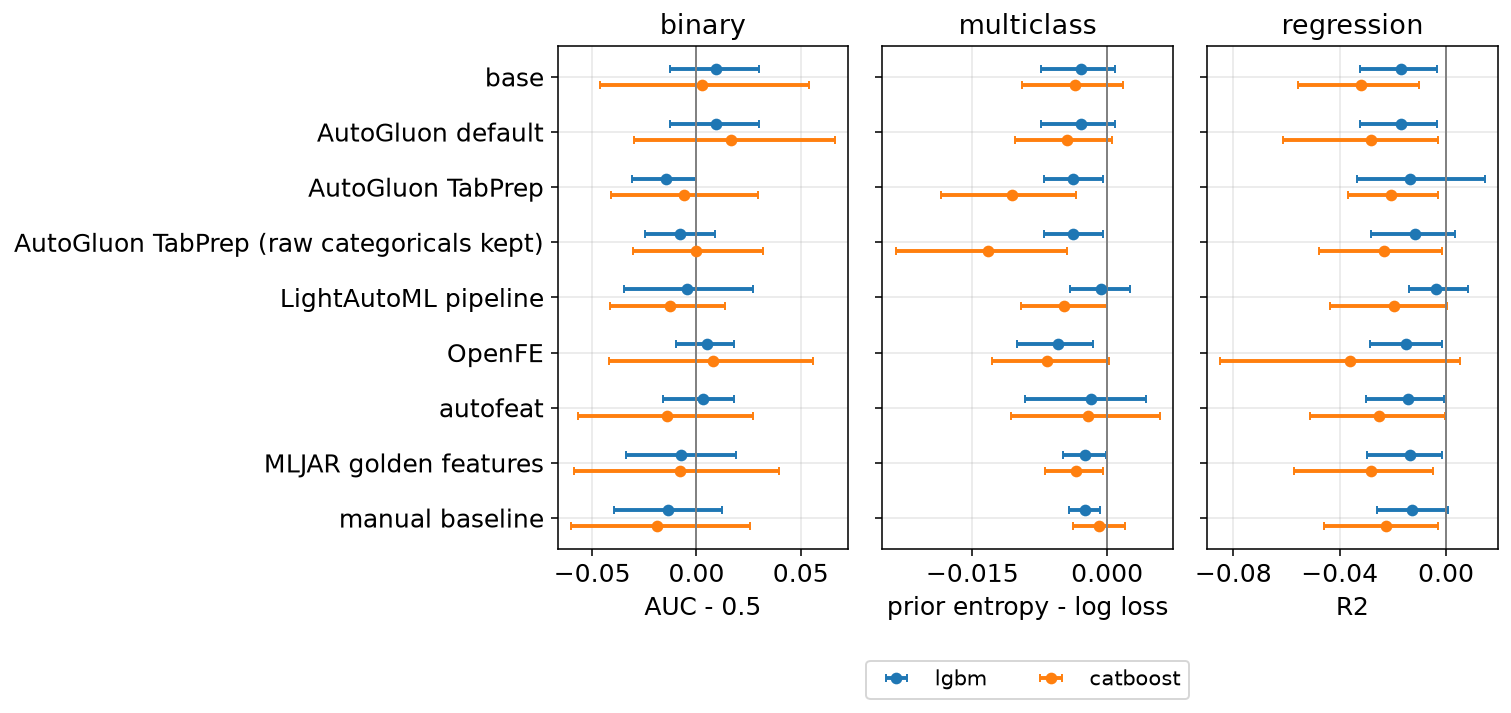 binary
multiclass
regression
base
AutoGluon default
AutoGluon TabPrep
AutoGluon TabPrep (raw categoricals kept)
LightAutoML pipeline
OpenFE
autofeat
MLJAR golden features
manual baseline
−0.05 0.00 0.05
−0.015 0.000
−0.08 −0.04 0.00
AUC - 0.5
prior entropy - log loss
R2
lgbm
catboost